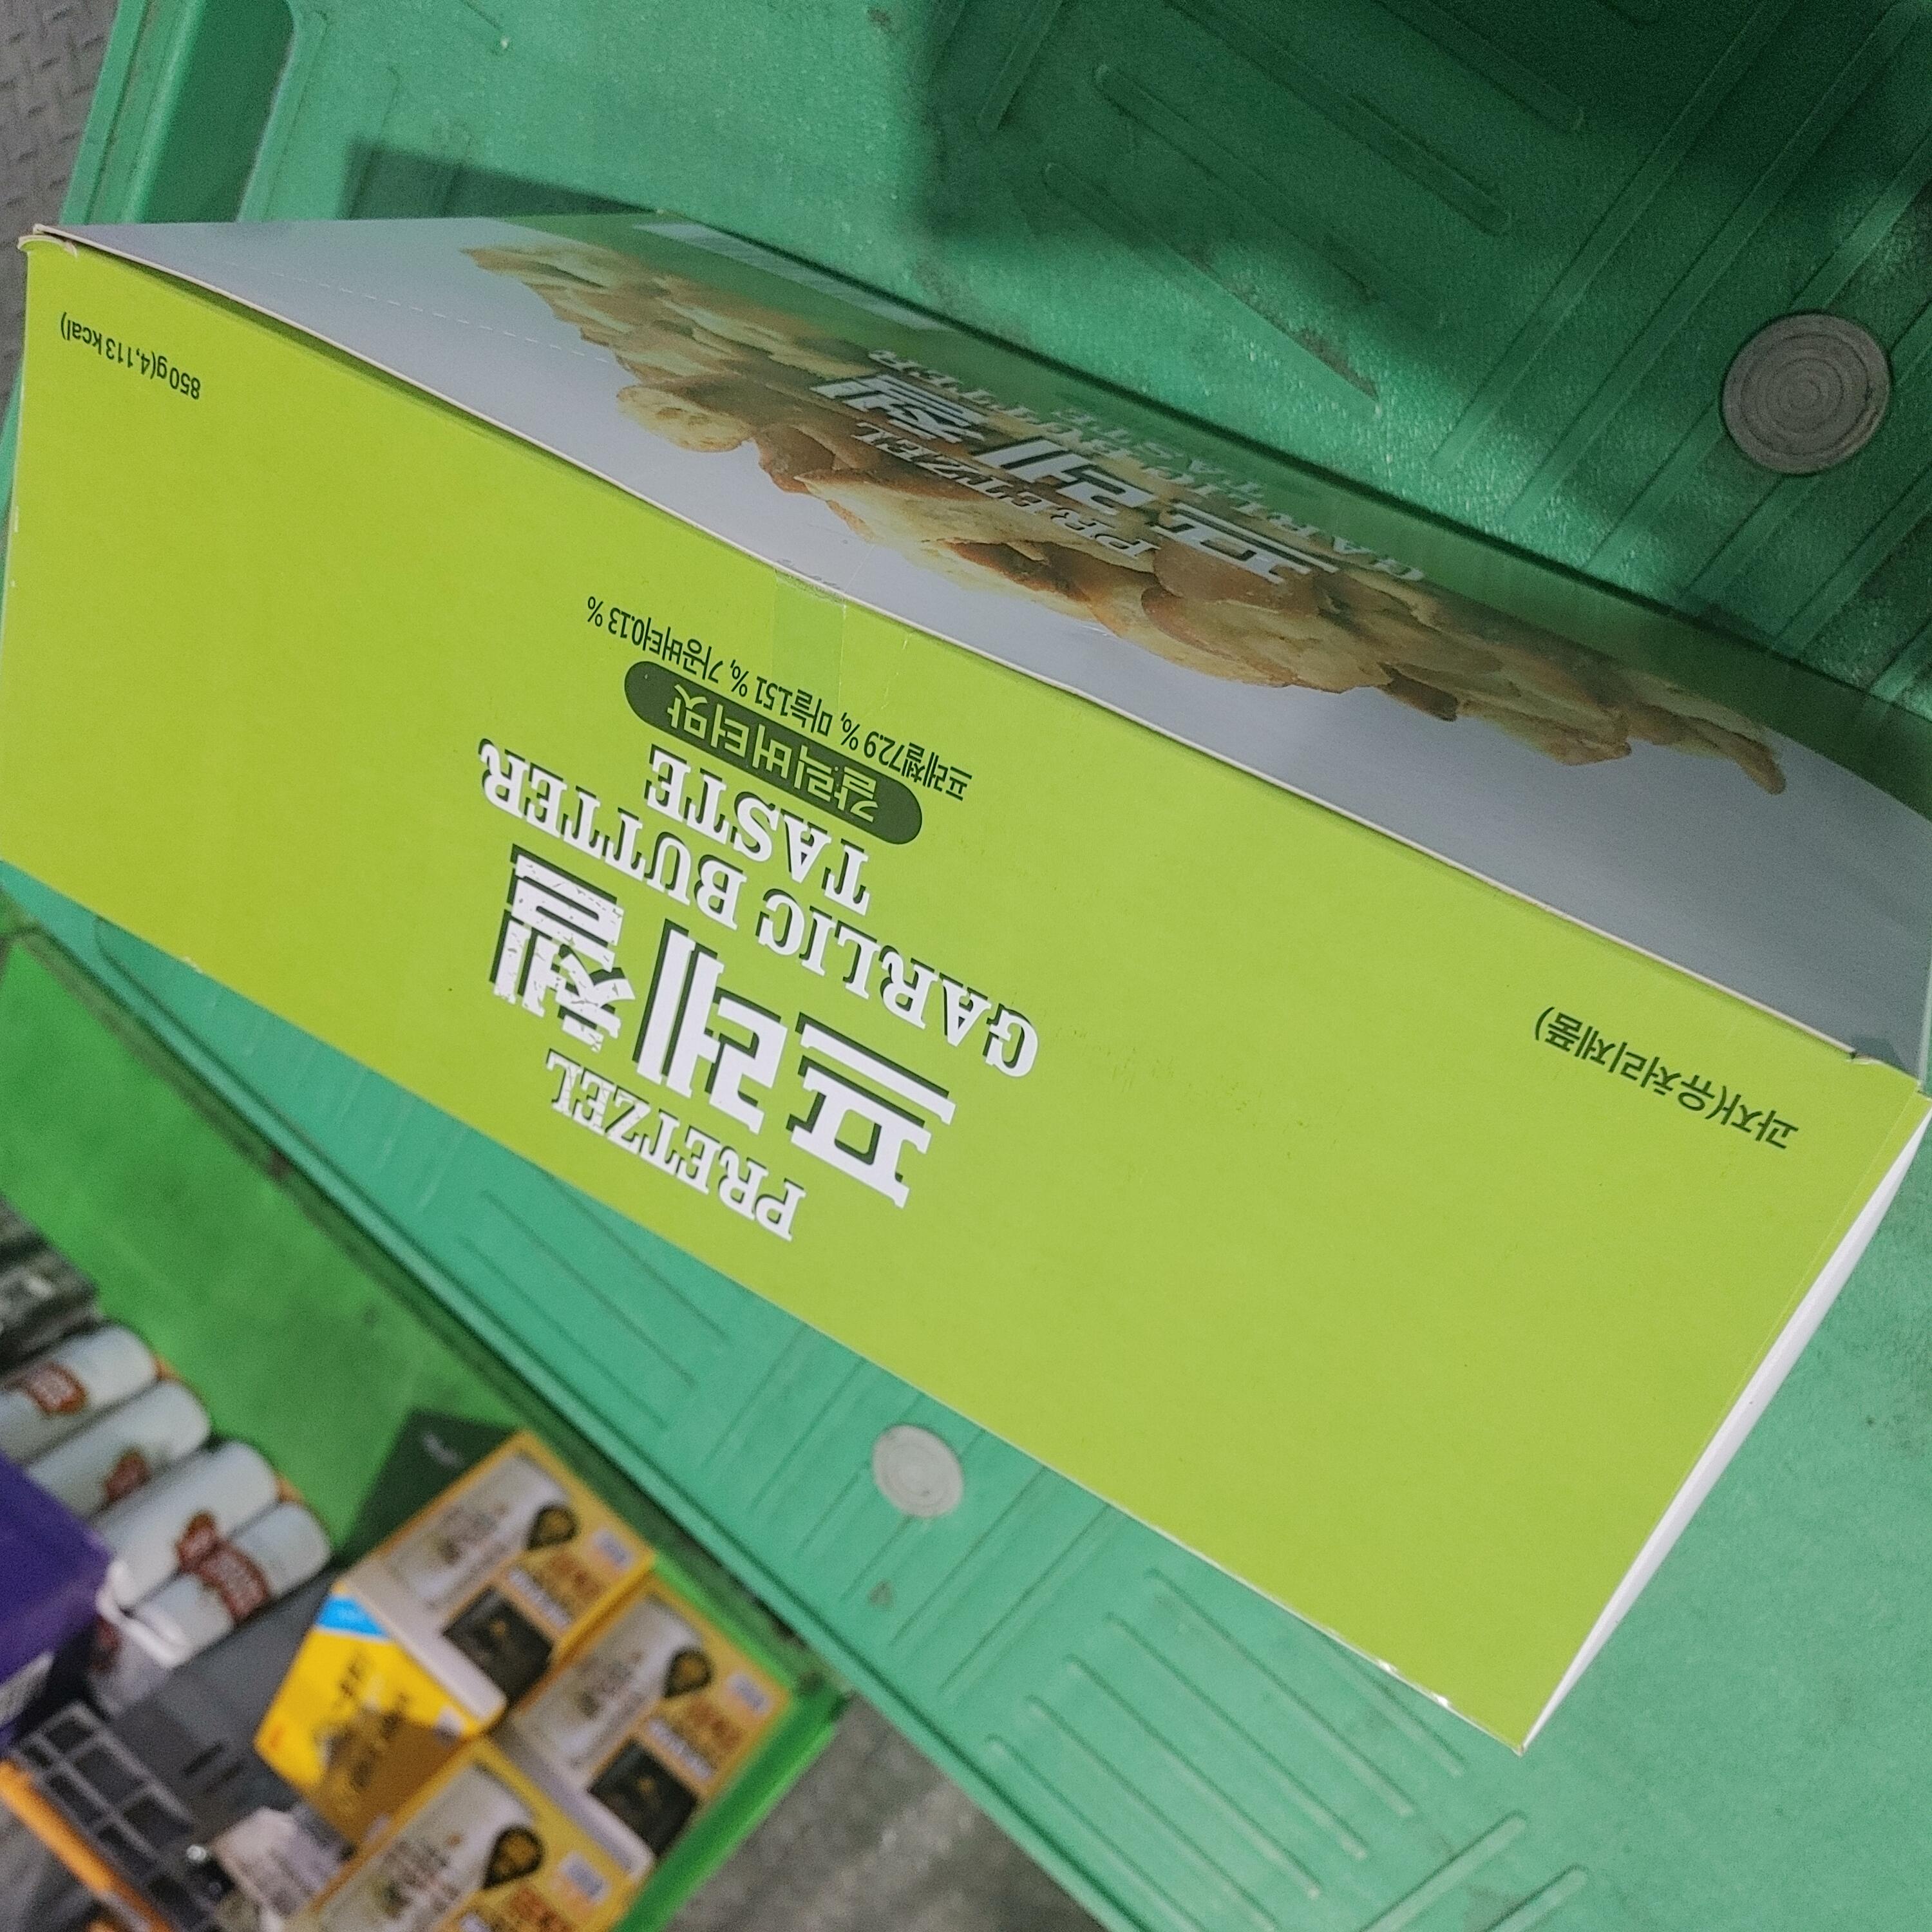 PRETZEL
프레첼
GARLIC BUTTER
TASTE
갈릭버터맛
프레첼72.9 %, 마늘1.51 %, 가공버터0.13 %
과자(유처리제품)
850 g(4,113 kcal)
PRETZEL
프레첼
GARLIC BUTTER
TASTE